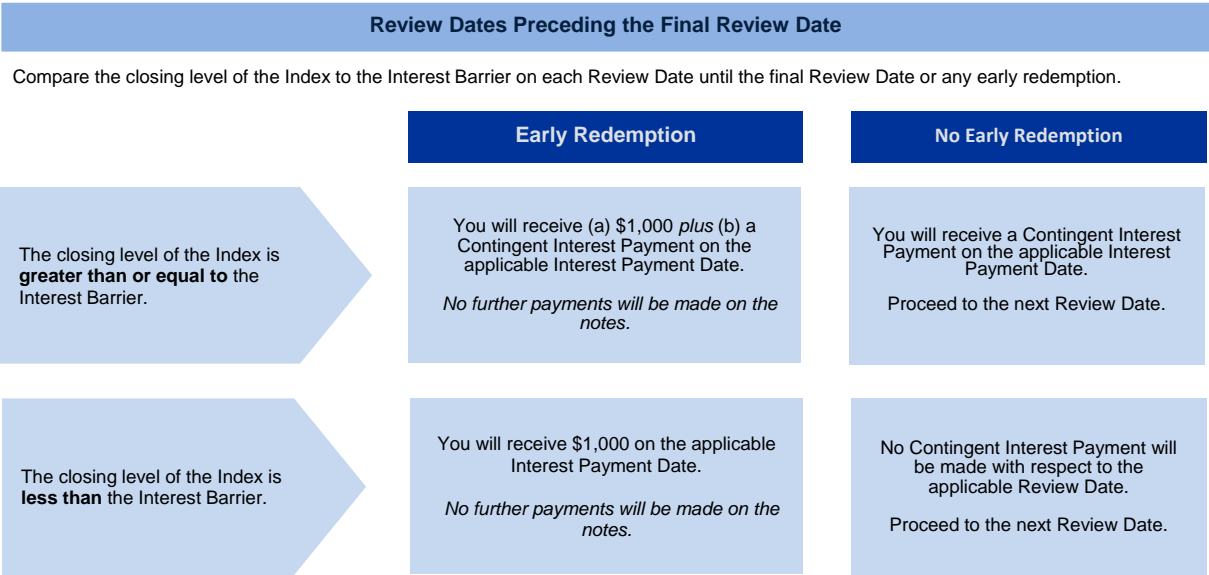 Review Dates Preceding the Final Review Date
Compare the closing level of the Index to the Interest Barrier on each Review Date until the final Review Date or any early redemption.
Early Redemption
No Early Redemption
The closing level of the Index is
greater than or equal to the
Interest Barrier.
You will receive (a) $1,000 plus (b) a
Contingent Interest Payment on the
applicable Interest Payment Date.
No further payments will be made on the
notes.
You will receive a Contingent Interest
Payment on the applicable Interest
Payment Date.
Proceed to the next Review Date.
The closing level of the Index is
less than the Interest Barrier.
You will receive $1,000 on the applicable
Interest Payment Date.
No further payments will be made on the
notes.
No Contingent Interest Payment will
be made with respect to the
applicable Review Date.
Proceed to the next Review Date.